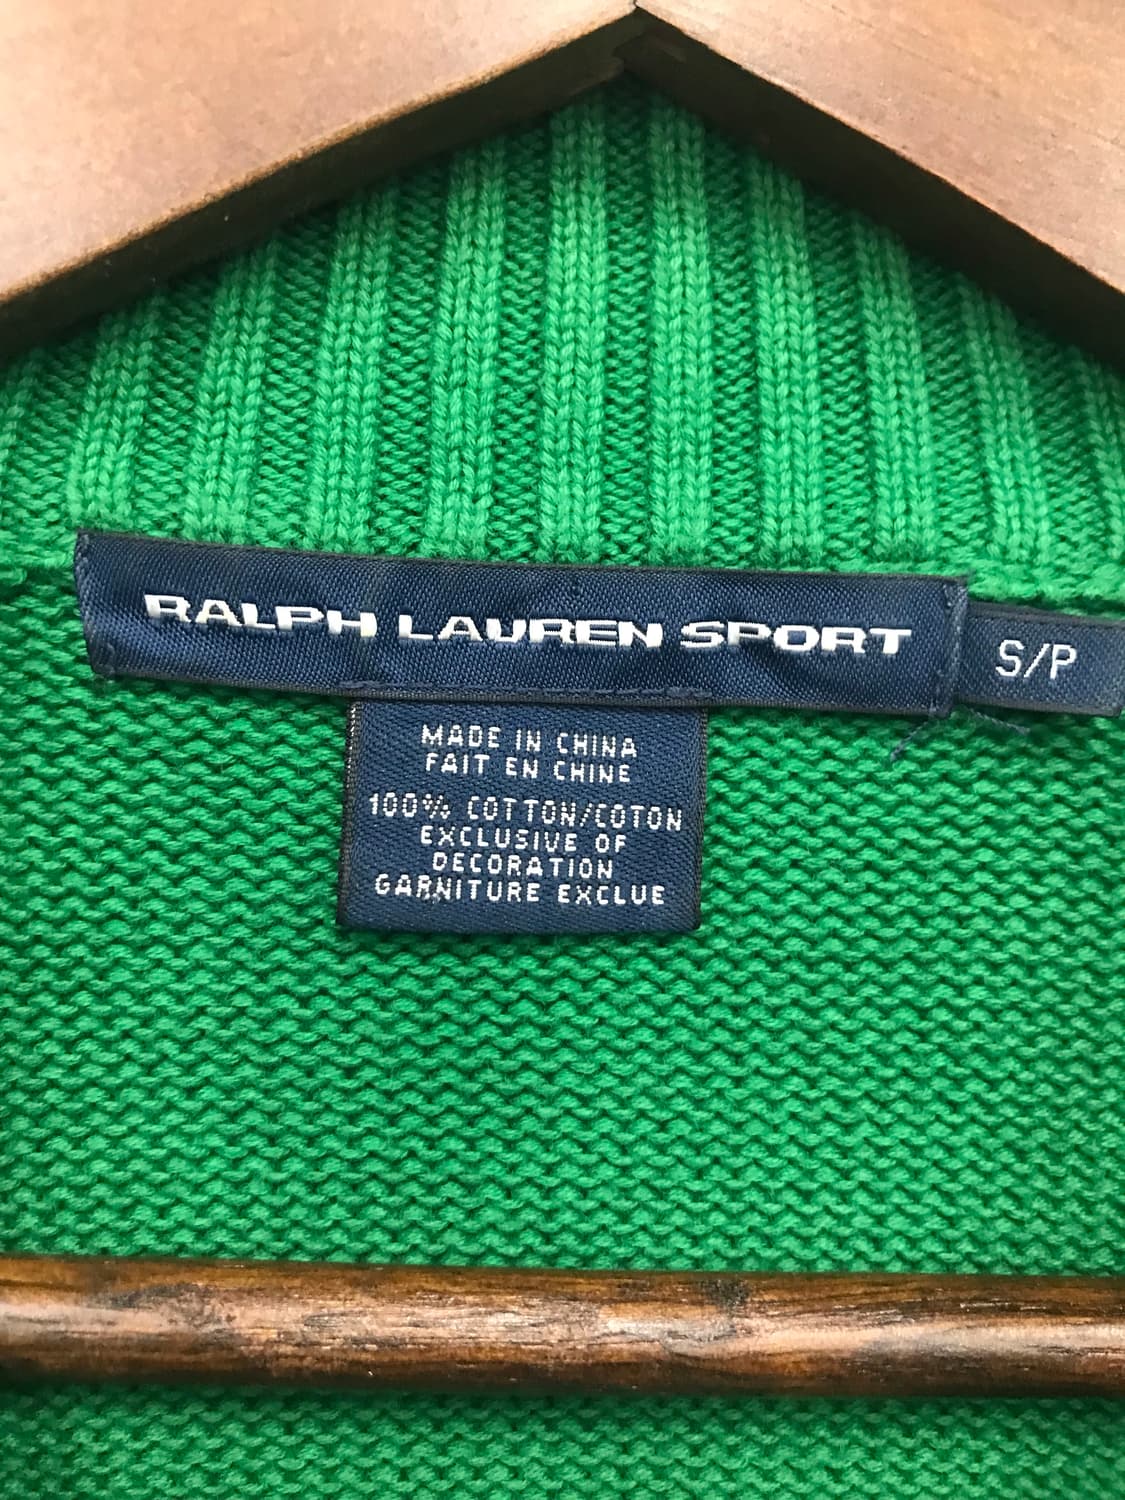 RALPH LAUREN SPORT
S/P
MADE IN CHINA
FAIT EN CHINE
100% COTTON/COTON
EXCLUSIVE OF
DECORATION
GARNITURE EXCLUE